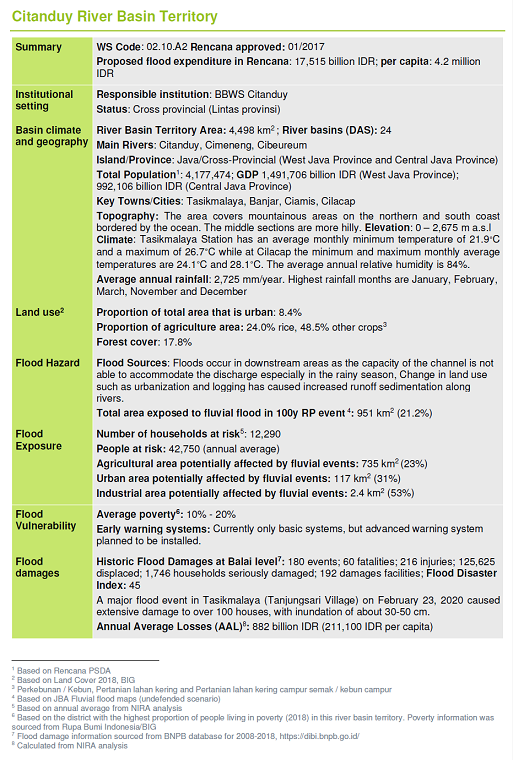 Citanduy River Basin Territory
Summary
WS Code: 02.10.A2 Rencana approved: 01/2017
Proposed flood expenditure in Rencana: 17,515 billion IDR; per capita: 4.2 million
IDR
Institutional
setting
Responsible institution: BBWS Citanduy
Status: Cross provincial (Lintas provinsi)
Basin climate
and geography
River Basin Territory Area: 4,498 km²; River basins (DAS): 24
Main Rivers: Citanduy, Cimeneng, Cibeureum
Island/Province: Java/Cross-Provincial (West Java Province and Central Java Province)
Total Population¹: 4,177,474; GDP 1,491,706 billion IDR (West Java Province);
992,106 billion IDR (Central Java Province)
Key Towns/Cities: Tasikmalaya, Banjar, Ciamis, Cilacap
Topography: The area covers mountainous areas on the northern and south coast
bordered by the ocean. The middle sections are more hilly. Elevation: 0 – 2,675 m a.s.l
Climate: Tasikmalaya Station has an average monthly minimum temperature of 21.9°C
and a maximum of 26.7°C while at Cilacap the minimum and maximum monthly average
temperatures are 24.1°C and 28.1°C. The average annual relative humidity is 84%.
Average annual rainfall: 2,725 mm/year. Highest rainfall months are January, February,
March, November and December
Land use²
Proportion of total area that is urban: 8.4%
Proportion of agriculture area: 24.0% rice, 48.5% other crops³
Forest cover: 17.8%
Flood Hazard
Flood Sources: Floods occur in downstream areas as the capacity of the channel is not
able to accommodate the discharge especially in the rainy season, Change in land use
such as urbanization and logging has caused increased runoff sedimentation along
rivers.
Total area exposed to fluvial flood in 100y RP event ⁴: 951 km² (21.2%)
Flood
Exposure
Number of households at risk⁵: 12,290
People at risk: 42,750 (annual average)
Agricultural area potentially affected by fluvial events: 735 km² (23%)
Urban area potentially affected by fluvial events: 117 km² (31%)
Industrial area potentially affected by fluvial events: 2.4 km² (53%)
Flood
Vulnerability
Average poverty⁶: 10% - 20%
Early warning systems: Currently only basic systems, but advanced warning system
planned to be installed.
Flood
damages
Historic Flood Damages at Balai level⁷: 180 events; 60 fatalities; 216 injuries; 125,625
displaced; 1,746 households seriously damaged; 192 damages facilities; Flood Disaster
Index: 45
A major flood event in Tasikmalaya (Tanjungsari Village) on February 23, 2020 caused
extensive damage to over 100 houses, with inundation of about 30-50 cm.
Annual Average Losses (AAL)⁸: 882 billion IDR (211,100 IDR per capita)
¹ Based on Rencana PSDA
² Based on Land Cover 2018, BIG
³ Perkebunan / Kebun, Pertanian lahan kering and Pertanian lahan kering campur semak / kebun campur
⁴ Based on JBA Fluvial flood maps (undefended scenario)
⁵ Based on annual average from NIRA analysis
⁶ Based on the district with the highest proportion of people living in poverty (2018) in this river basin territory. Poverty information was
sourced from Rupa Bumi Indonesia/BIG
⁷ Flood damage information sourced from BNPB database for 2008-2018, https://dibi.bnpb.go.id/
⁸ Calculated from NIRA analysis